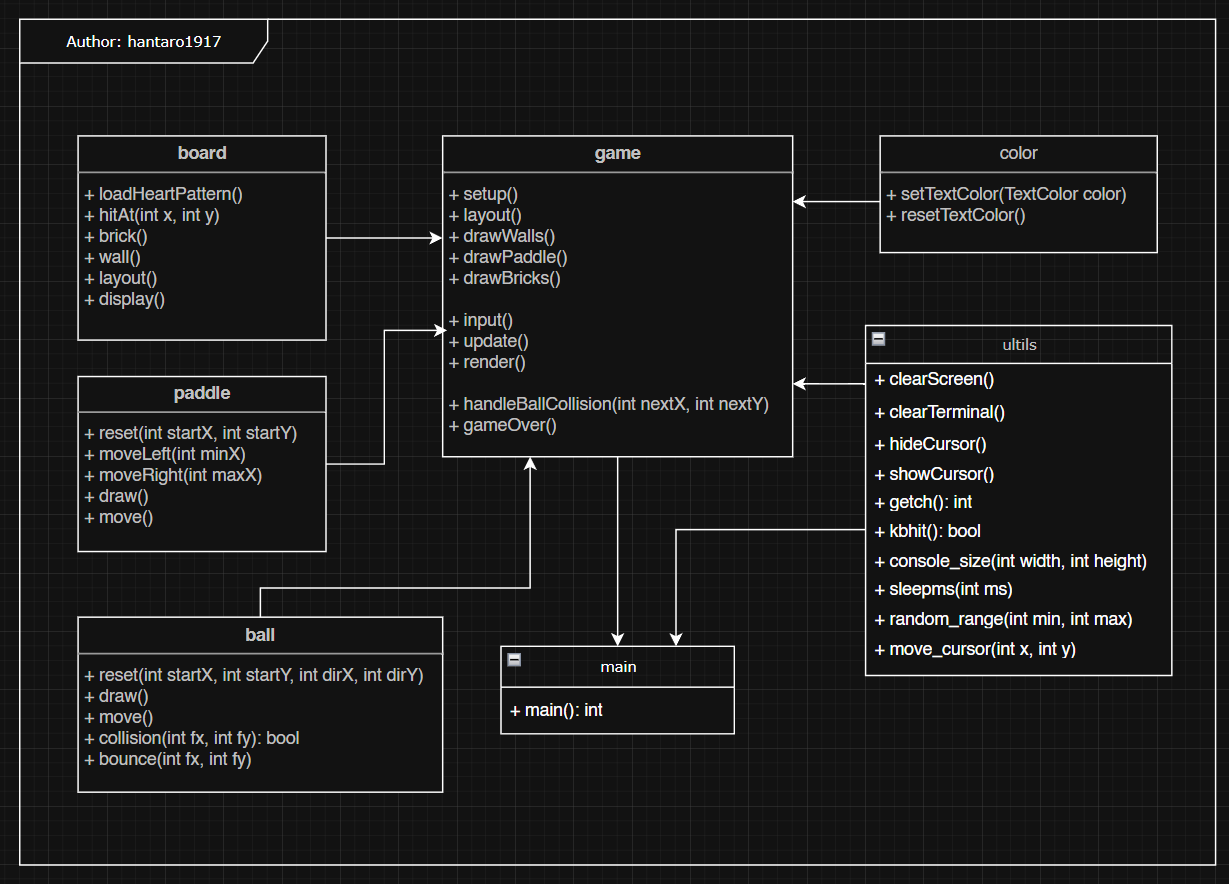 Author: hantaro1917
board
+ loadHeartPattern()
+ hitAt(int x, int y)
+ brick()
+ wall()
+ layout()
+ display()
game
+ setup()
+ layout()
+ drawWalls()
+ drawPaddle()
+ drawBricks()
+ input()
+ update()
+ render()
+ handleBallCollision(int nextX, int nextY)
+ gameOver()
color
+ setTextColor(TextColor color)
+ resetTextColor()
paddle
+ reset(int startX, int startY)
+ moveLeft(int minX)
+ moveRight(int maxX)
+ draw()
+ move()
ultils
+ clearScreen()
+ clearTerminal()
+ hideCursor()
+ showCursor()
+ getch(): int
+ kbhit(): bool
+ console_size(int width, int height)
+ sleepms(int ms)
+ random_range(int min, int max)
+ move_cursor(int x, int y)
ball
+ reset(int startX, int startY, int dirX, int dirY)
+ draw()
+ move()
+ collision(int fx, int fy): bool
+ bounce(int fx, int fy)
main
+ main(): int